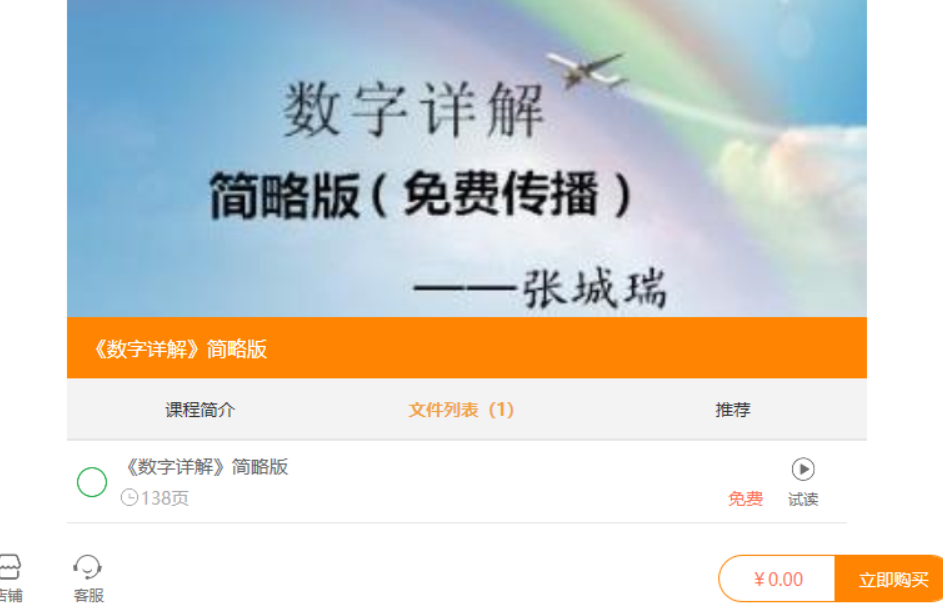 数字详解
简略版(免费传播)
——张城瑞
《数字详解》简略版
课程简介
文件列表(1)
推荐
《数字详解》简略版
138页
免费
试读
店铺
客服
¥0.00
立即购买